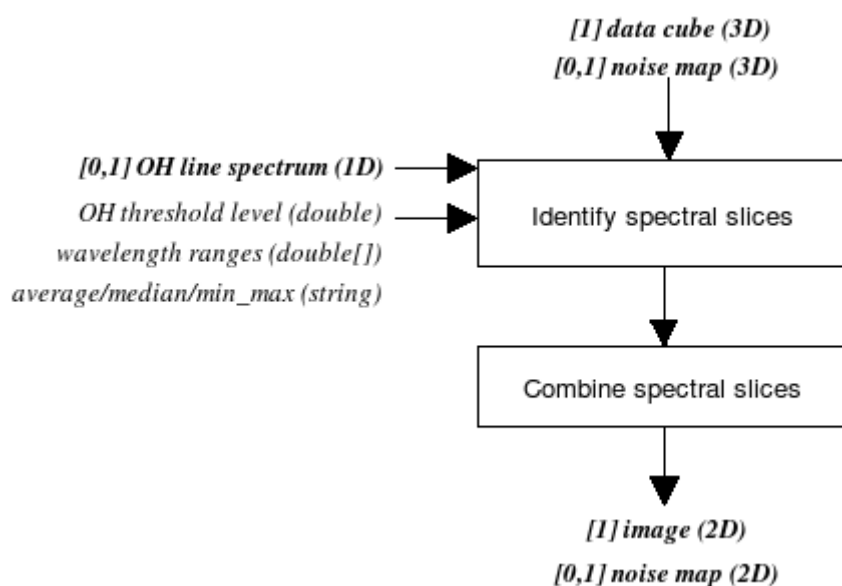 [1] data cube (3D)
[0,1] noise map (3D)
[0,1] OH line spectrum (1D)
OH threshold level (double)
wavelength ranges (double[])
average/median/min_max (string)
Identify spectral slices
Combine spectral slices
[1] image (2D)
[0,1] noise map (2D)